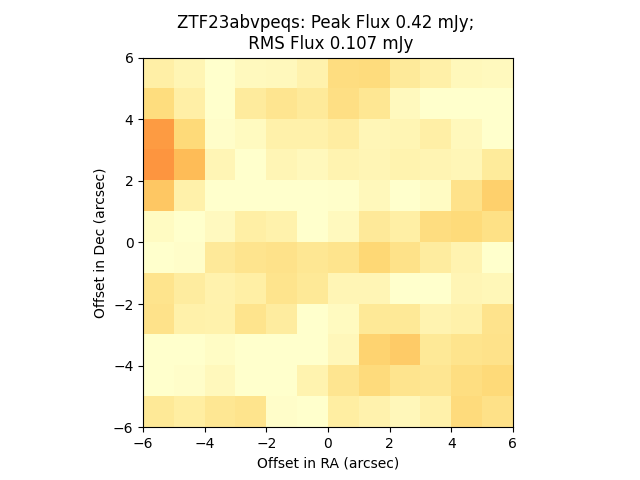 ZTF23abvpeqs: Peak Flux 0.42 mJy;
RMS Flux 0.107 mJy
6
4
2
0
−2
−4
−6
Offset in Dec (arcsec)
−6 −4 −2 0 2 4 6
Offset in RA (arcsec)